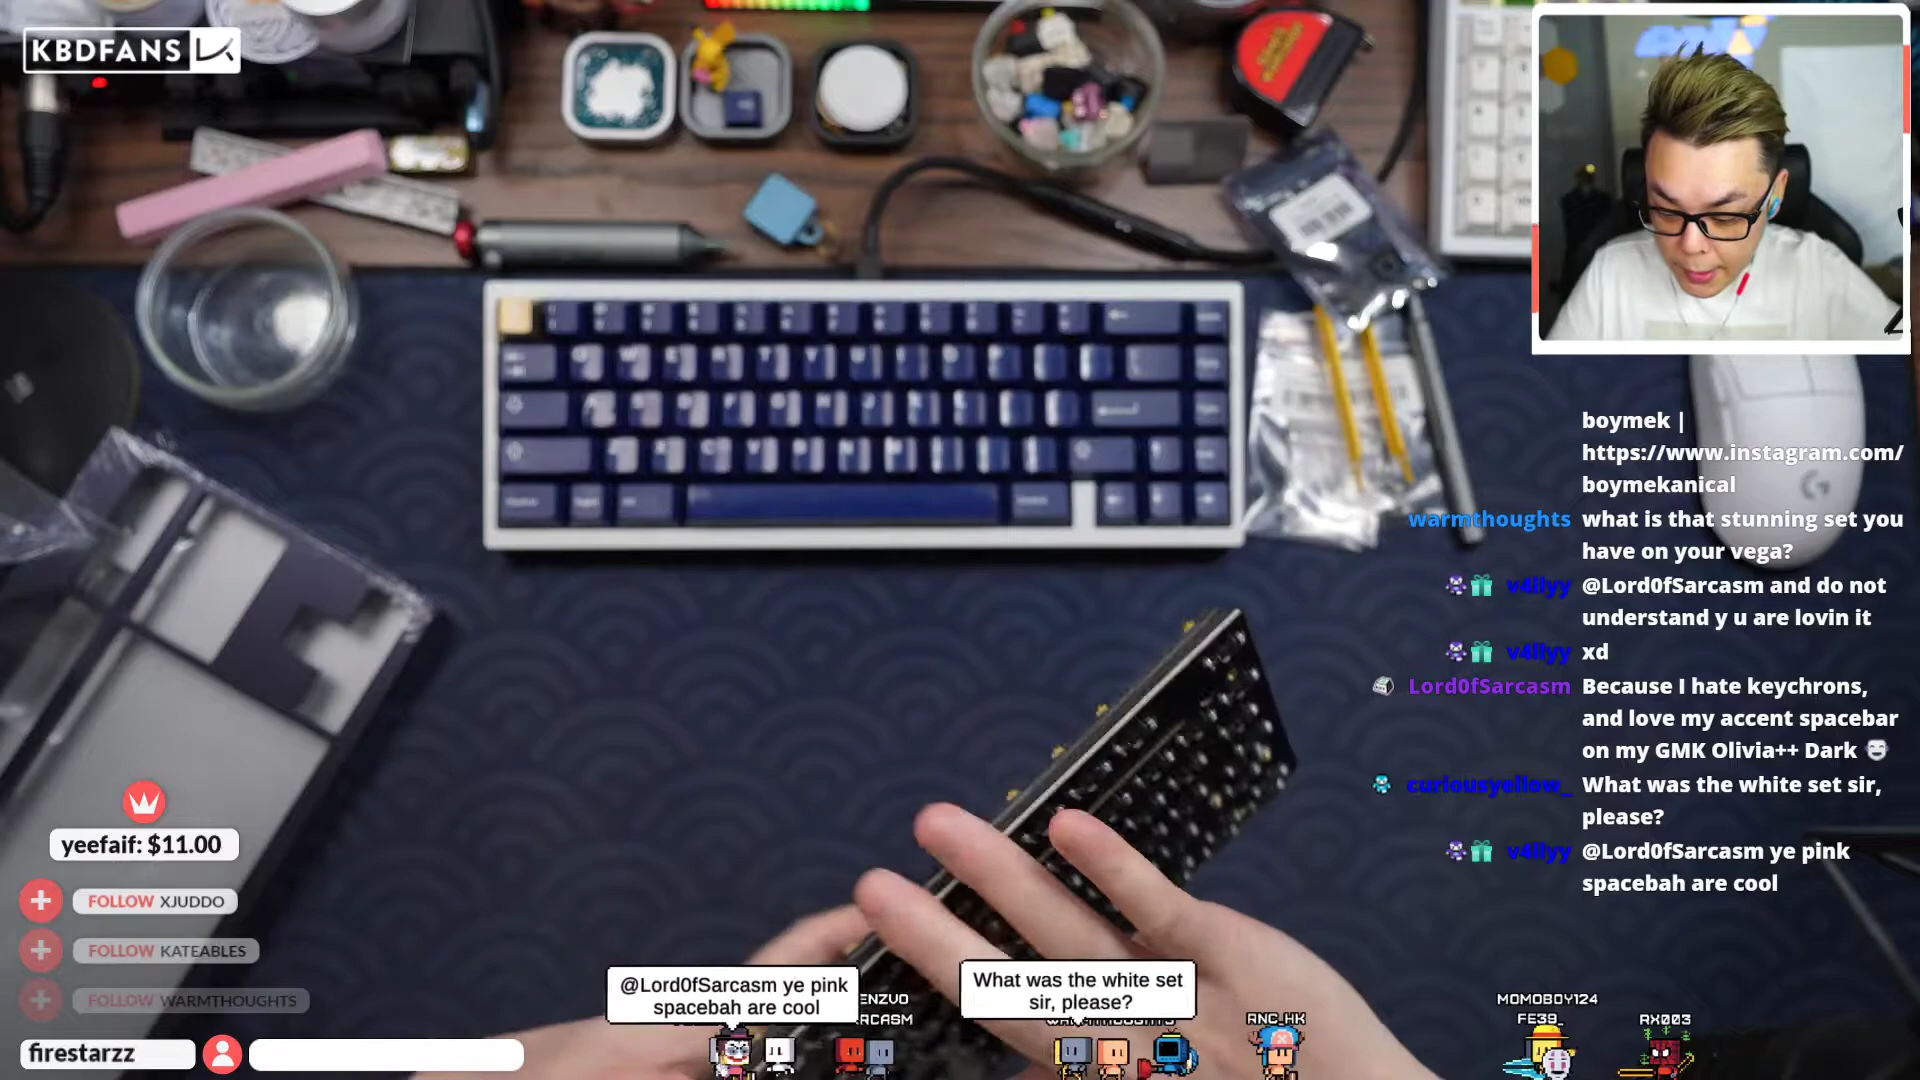 KBDFANS
boymek |
https://www.instagram.com/
boymekanical
warmthoughts what is that stunning set you
have on your vega?
v4llyy @Lord0fSarcasm and do not
understand y u are lovin it
v4llyy xd
Lord0fSarcasm Because I hate keychrons,
and love my accent spacebar
on my GMK Olivia++ Dark
curiousyellow_ What was the white set sir,
please?
v4llyy @Lord0fSarcasm ye pink
spacebah are cool
yeefaif: $11.00
FOLLOW XJUDDO
FOLLOW KATEABLES
FOLLOW WARMTHOUGHTS
firestarzz
@Lord0fSarcasm ye pink
spacebah are cool
What was the white set
sir, please?
RNC_HK
MOMOBOY124
FE39_
RX003